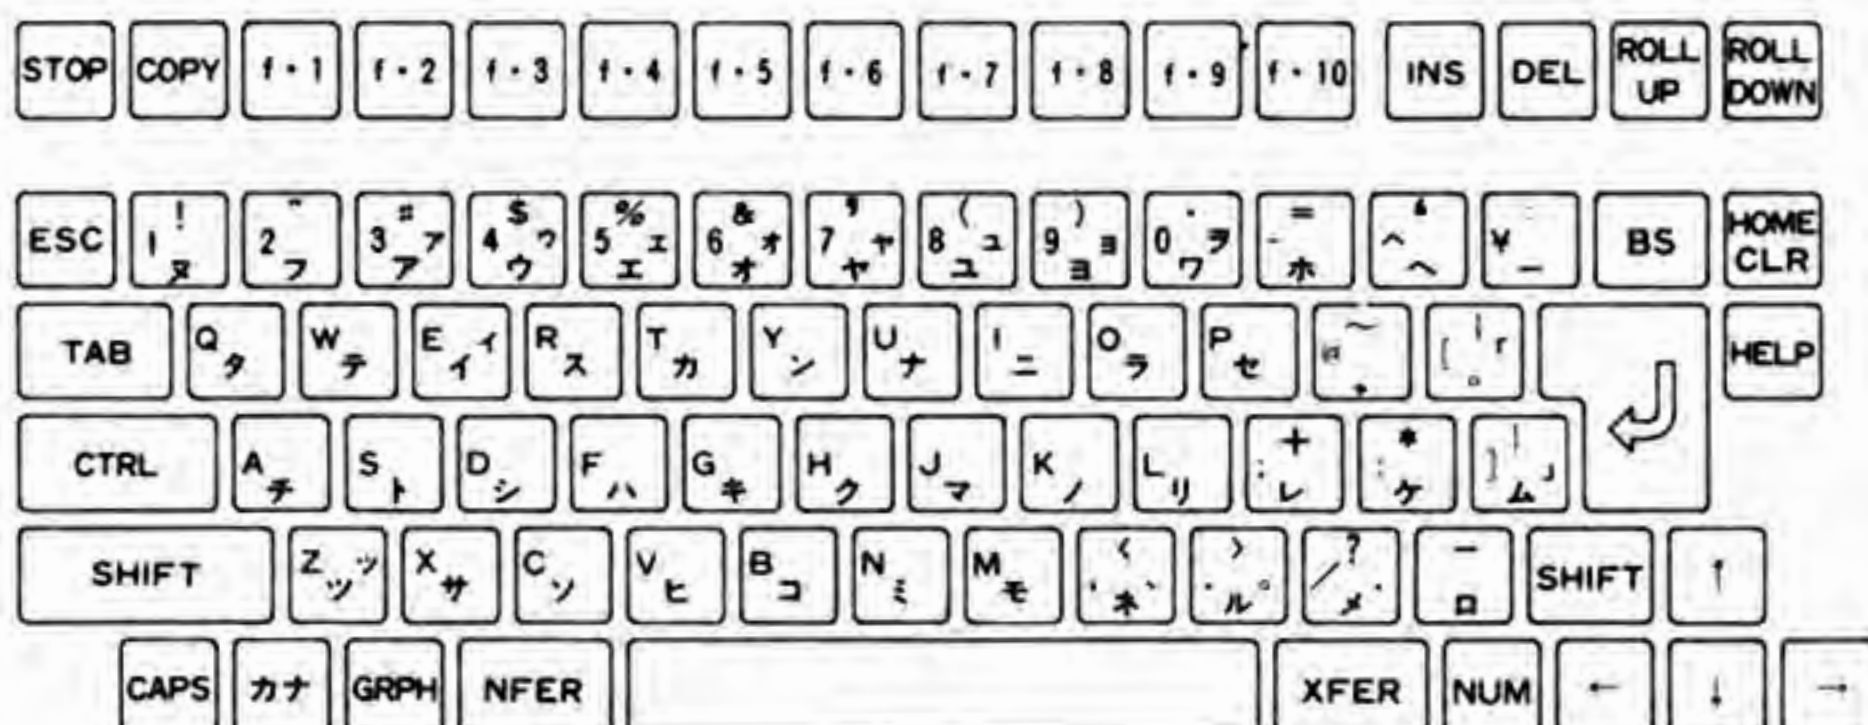 STOP COPY f・1 f・2 f・3 f・4 f・5 f・6 f・7 f・8 f・9 f・10 INS DEL ROLL UP ROLL DOWN
ESC 1 ! ヌ 2 " フ 3 # ァ ア 4 $ ゥ ウ 5 % ェ エ 6 & ォ オ 7 ' ャ ヤ 8 ( ュ ユ 9 ) ョ ヨ 0 ヲ ワ - = ホ ^ ヘ ¥ ー BS HOME CLR
TAB Q タ W テ E ィ イ R ス T カ Y ン U ナ I ニ O ラ P セ @ ~ ゛ [ ｢ ゜ HELP
CTRL A チ S ト D シ F ハ G キ H ク J マ K ノ L リ ; + レ : * ケ ] ｣ ム
SHIFT Z ッ ツ X サ C ソ V ヒ B コ N ミ M モ , < 、 ネ . > 。 ル / ? ・ メ _ ロ SHIFT ↑
CAPS カナ GRPH NFER XFER NUM ← ↓ →